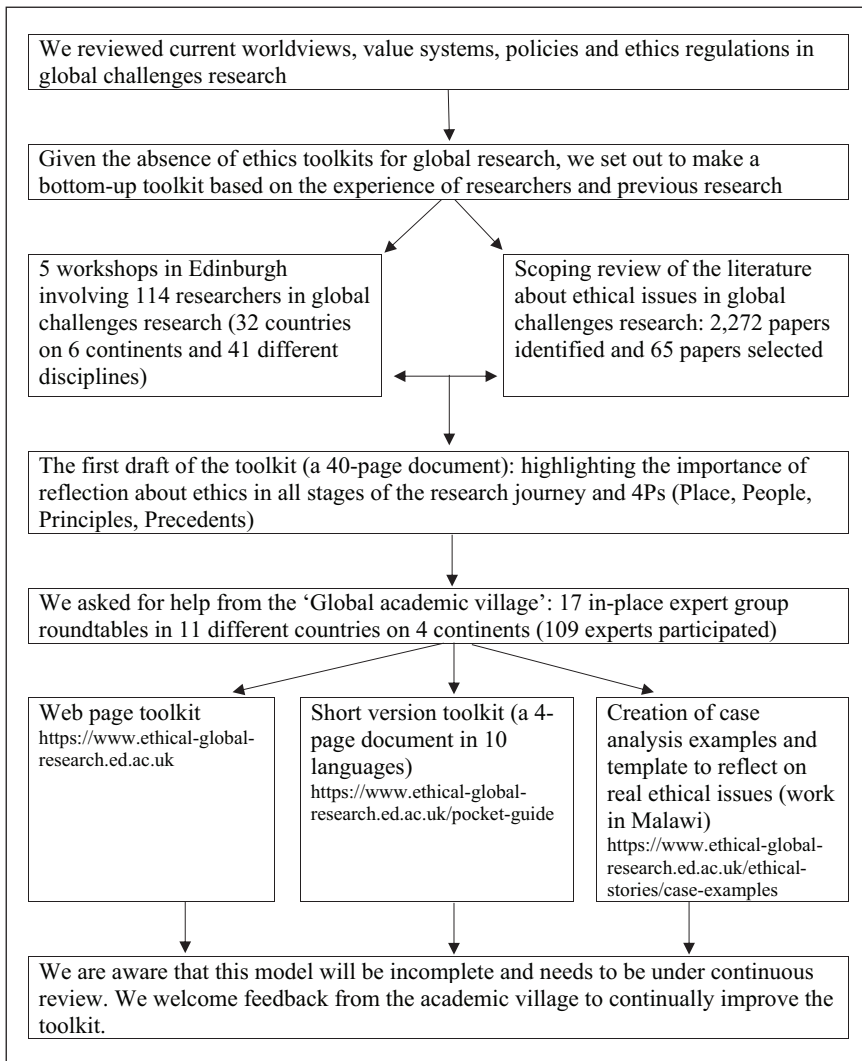 We reviewed current worldviews, value systems, policies and ethics regulations in
global challenges research
Given the absence of ethics toolkits for global research, we set out to make a
bottom-up toolkit based on the experience of researchers and previous research
5 workshops in Edinburgh
involving 114 researchers in global
challenges research (32 countries
on 6 continents and 41 different
disciplines)
Scoping review of the literature
about ethical issues in global
challenges research: 2,272 papers
identified and 65 papers selected
The first draft of the toolkit (a 40-page document): highlighting the importance of
reflection about ethics in all stages of the research journey and 4Ps (Place, People,
Principles, Precedents)
We asked for help from the ‘Global academic village’: 17 in-place expert group
roundtables in 11 different countries on 4 continents (109 experts participated)
Web page toolkit
https://www.ethical-global-
research.ed.ac.uk
Short version toolkit (a 4-
page document in 10
languages)
https://www.ethical-global-
research.ed.ac.uk/pocket-guide
Creation of case
analysis examples and
template to reflect on
real ethical issues (work
in Malawi)
https://www.ethical-global-
research.ed.ac.uk/ethical-
stories/case-examples
We are aware that this model will be incomplete and needs to be under continuous
review. We welcome feedback from the academic village to continually improve the
toolkit.